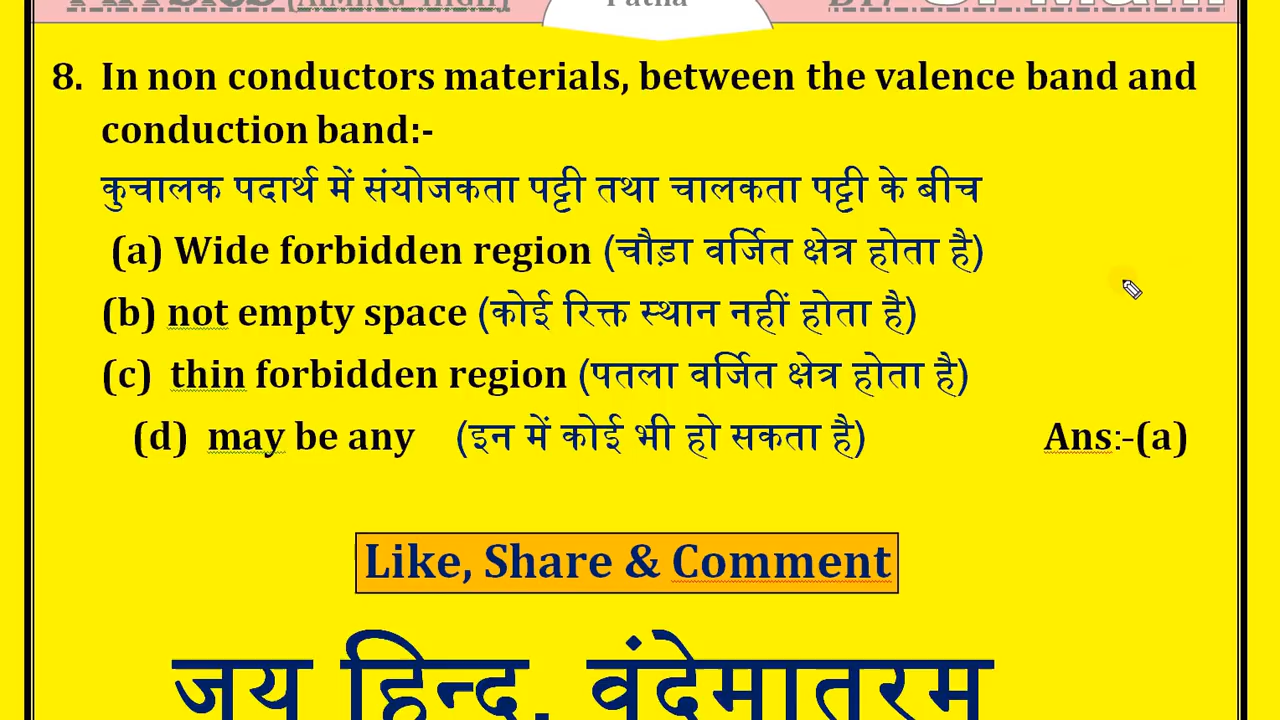 Patna
8. In non conductors materials, between the valence band and
conduction band:-
कुचालक पदार्थ में संयोजकता पट्टी तथा चालकता पट्टी के बीच
(a) Wide forbidden region (चौड़ा वर्जित क्षेत्र होता है)
(b) not empty space (कोई रिक्त स्थान नहीं होता है)
(c) thin forbidden region (पतला वर्जित क्षेत्र होता है)
(d) may be any (इन में कोई भी हो सकता है) Ans:-(a)
Like, Share & Comment
जय हिन्द, वंदेमातरम